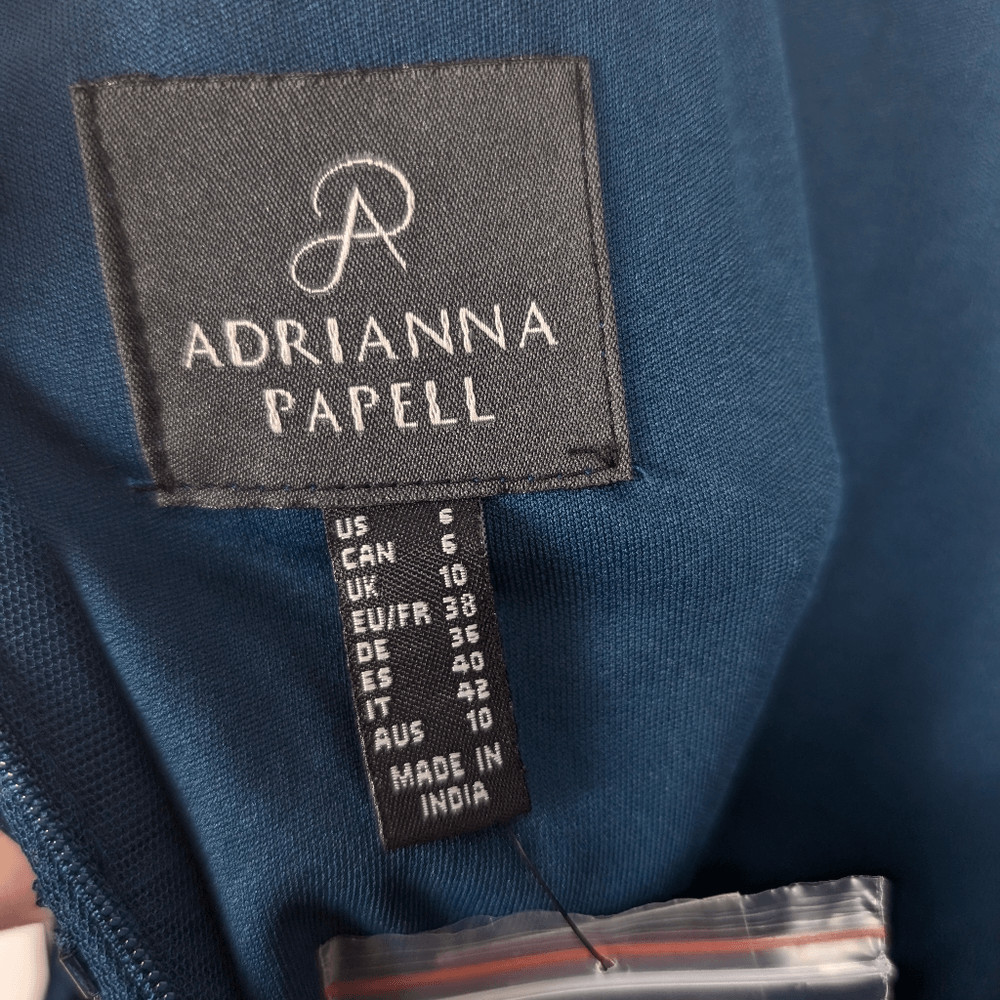 ADRIANNA
PAPELL
US 6
CAN 6
UK 10
EU/FR 38
DE 36
ES 40
IT 42
AUS 10
MADE IN
INDIA